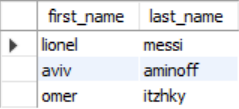 first_name last_name
lionel messi
aviv aminoff
omer itzhky